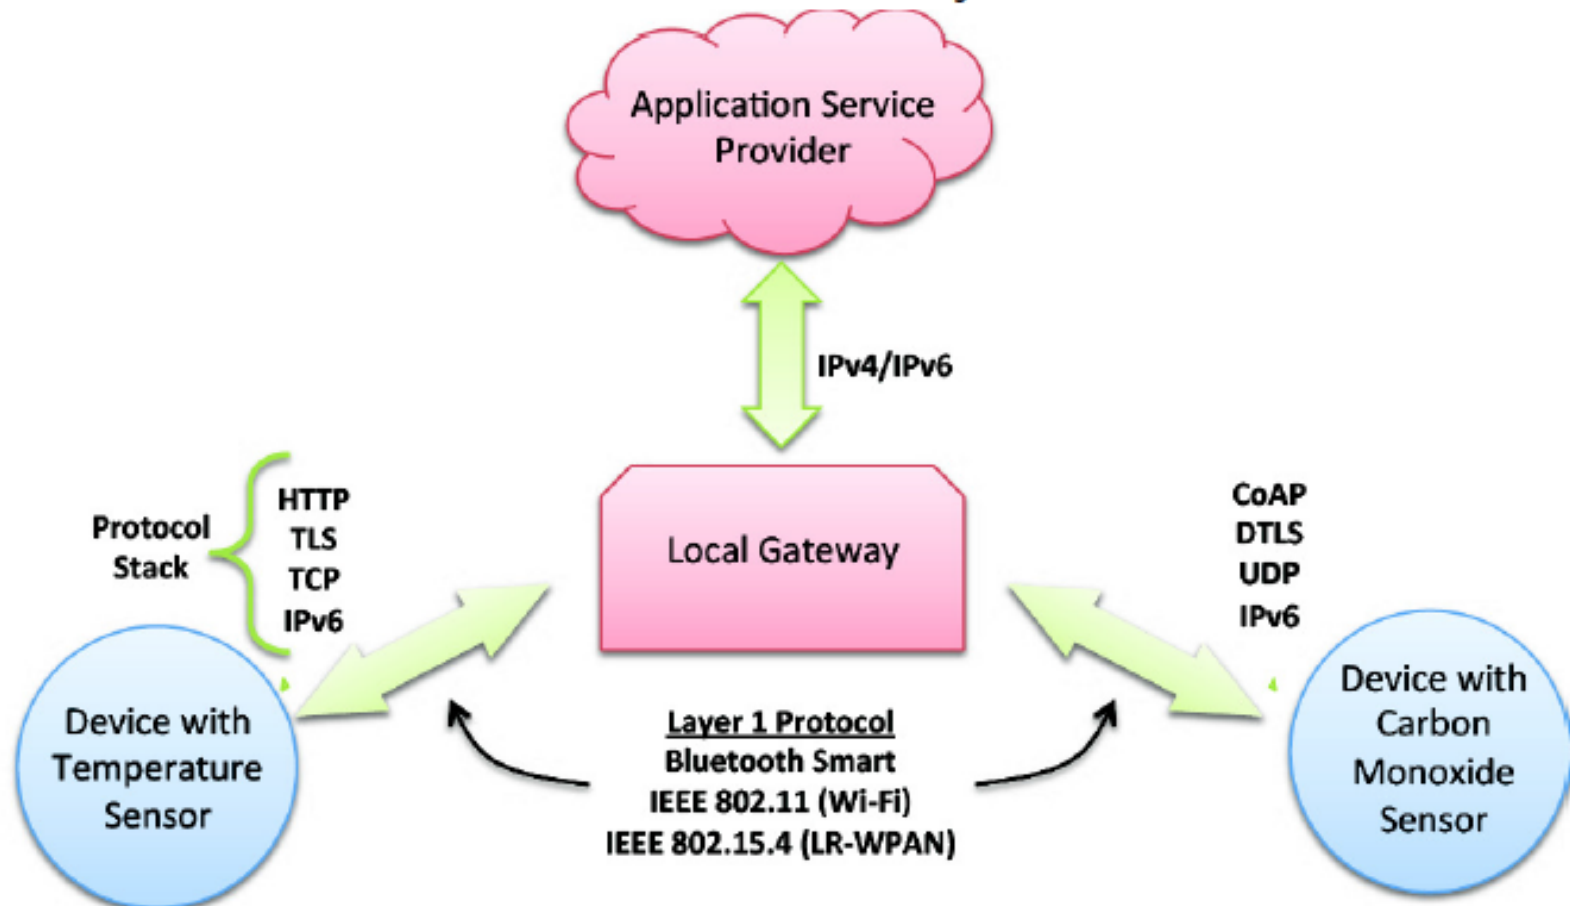 Application Service
Provider
IPv4/IPv6
Protocol
Stack
HTTP
TLS
TCP
IPv6
Local Gateway
CoAP
DTLS
UDP
IPv6
Device with
Temperature
Sensor
Layer 1 Protocol
Bluetooth Smart
IEEE 802.11 (Wi-Fi)
IEEE 802.15.4 (LR-WPAN)
Device with
Carbon
Monoxide
Sensor